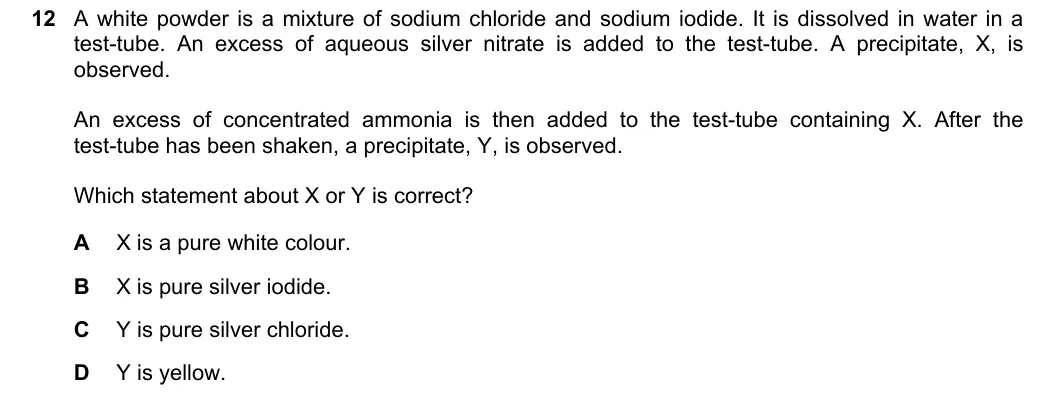 12 A white powder is a mixture of sodium chloride and sodium iodide. It is dissolved in water in a
test-tube. An excess of aqueous silver nitrate is added to the test-tube. A precipitate, X, is
observed.
An excess of concentrated ammonia is then added to the test-tube containing X. After the
test-tube has been shaken, a precipitate, Y, is observed.
Which statement about X or Y is correct?
A X is a pure white colour.
B X is pure silver iodide.
C Y is pure silver chloride.
D Y is yellow.